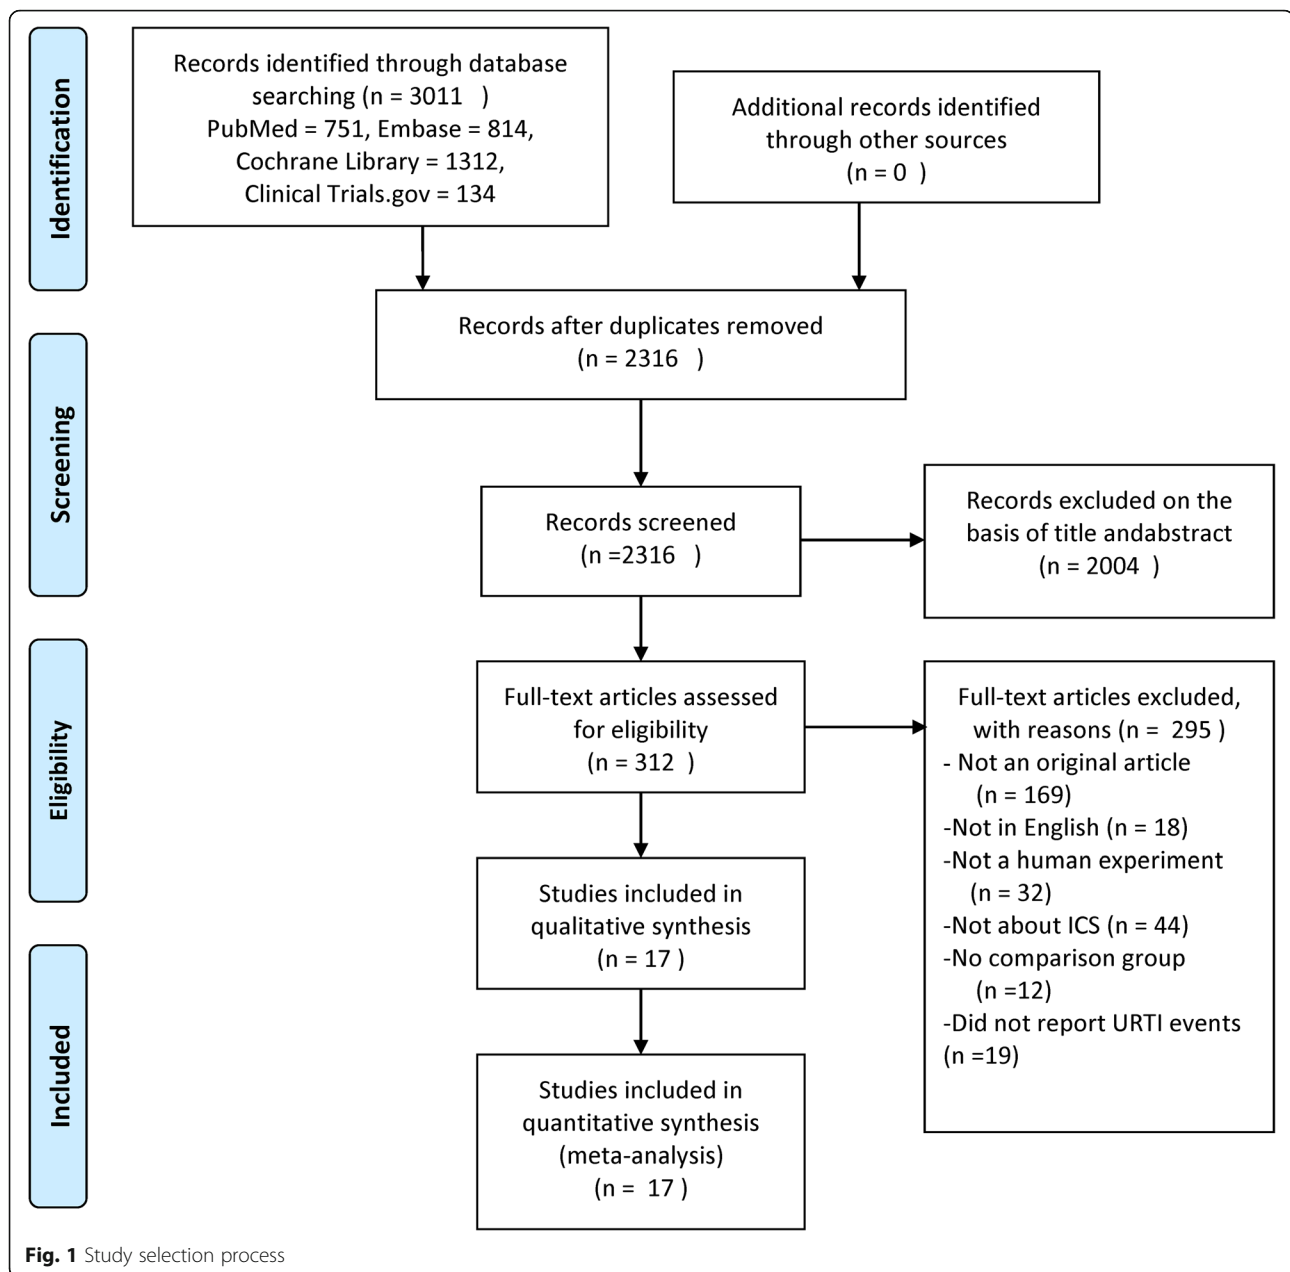 Identification
Records identified through database
searching (n = 3011 )
PubMed = 751, Embase = 814,
Cochrane Library = 1312,
Clinical Trials.gov = 134
Additional records identified
through other sources
(n = 0 )
Records after duplicates removed
(n = 2316 )
Screening
Records screened
(n =2316 )
Records excluded on the
basis of title andabstract
(n = 2004 )
Eligibility
Full-text articles assessed
for eligibility
(n = 312 )
Full-text articles excluded,
with reasons (n = 295 )
- Not an original article
(n = 169)
-Not in English (n = 18)
-Not a human experiment
(n = 32)
-Not about ICS (n = 44)
-No comparison group
(n =12)
-Did not report URTI events
(n =19)
Studies included in
qualitative synthesis
(n = 17 )
Included
Studies included in
quantitative synthesis
(meta-analysis)
(n = 17 )
Fig. 1 Study selection process